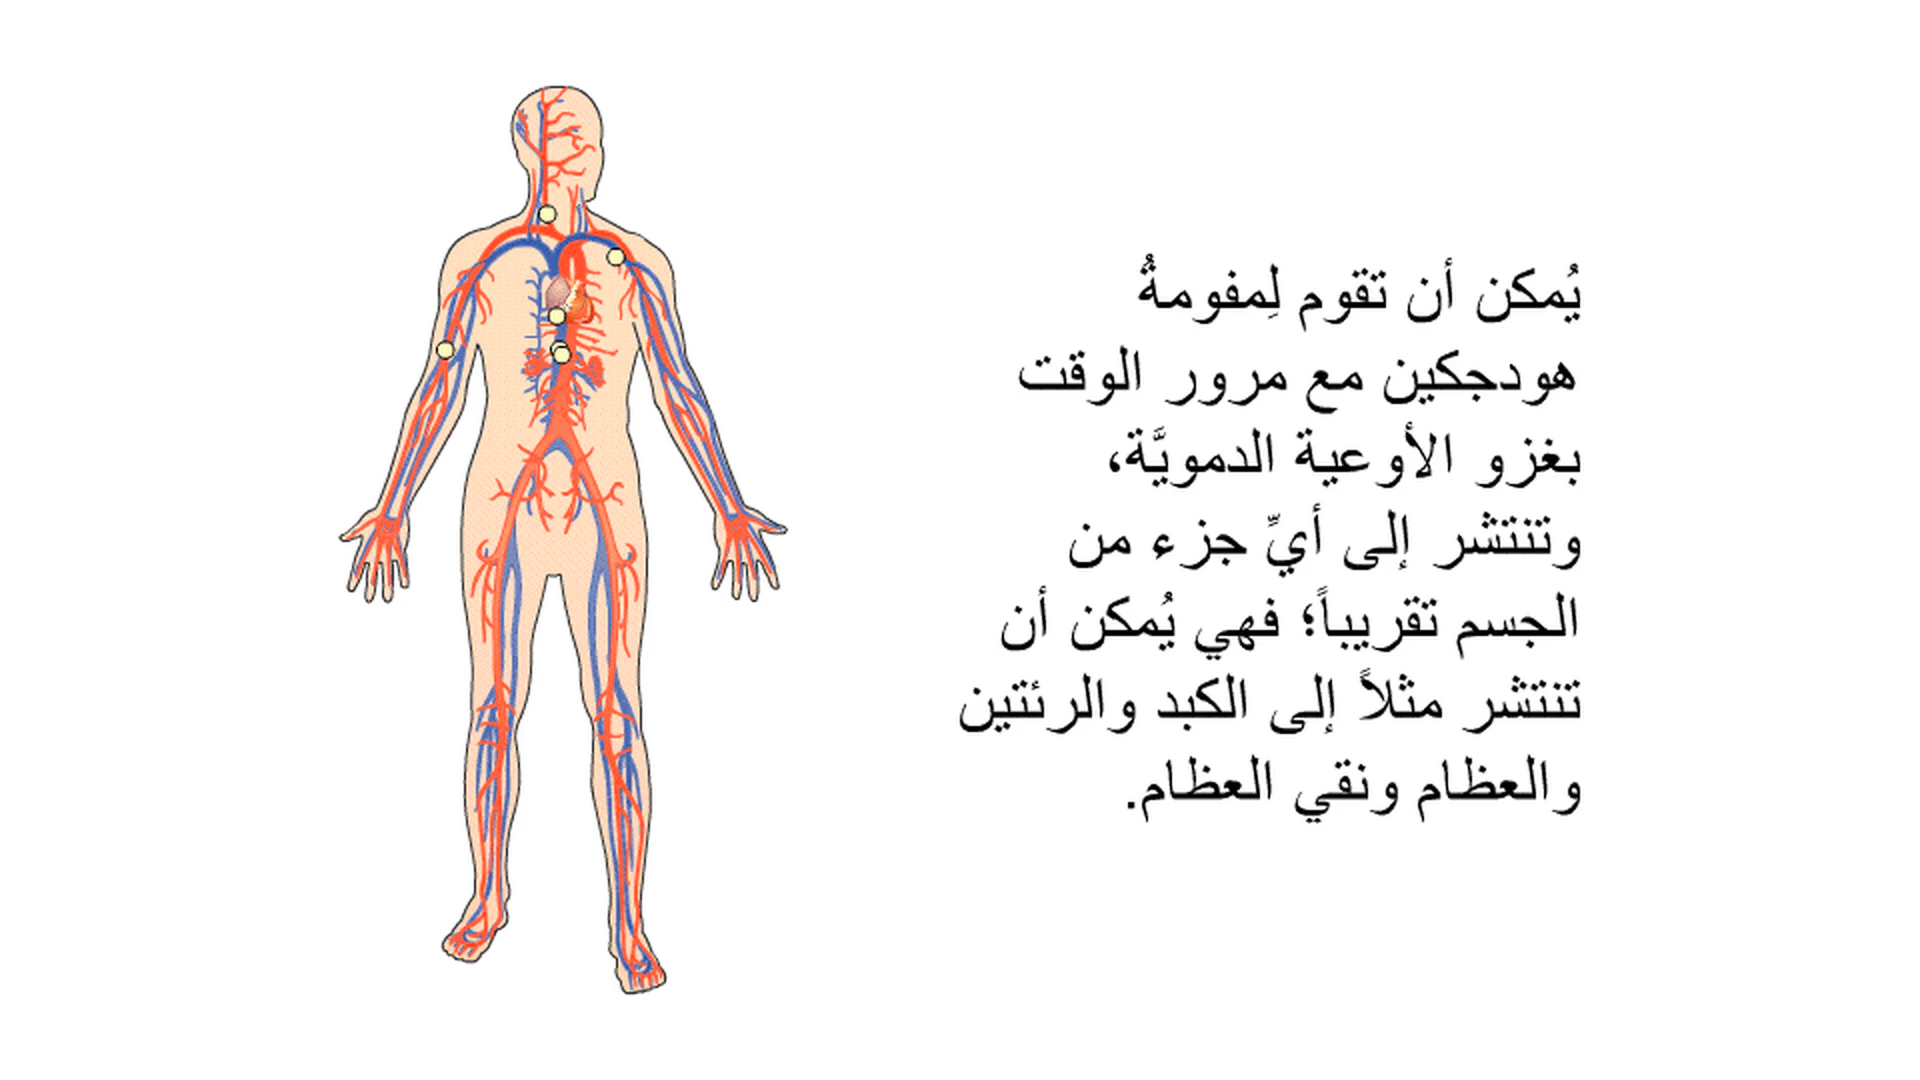 يُمكن أن تقوم لِمفومةُ
هودجكين مع مرور الوقت
بغزو الأوعية الدمويَّة،
وتنتشر إلى أيِّ جزء من
الجسم تقريباً؛ فهي يُمكن أن
تنتشر مثلاً إلى الكبد والرئتين
والعظام ونقي العظام.